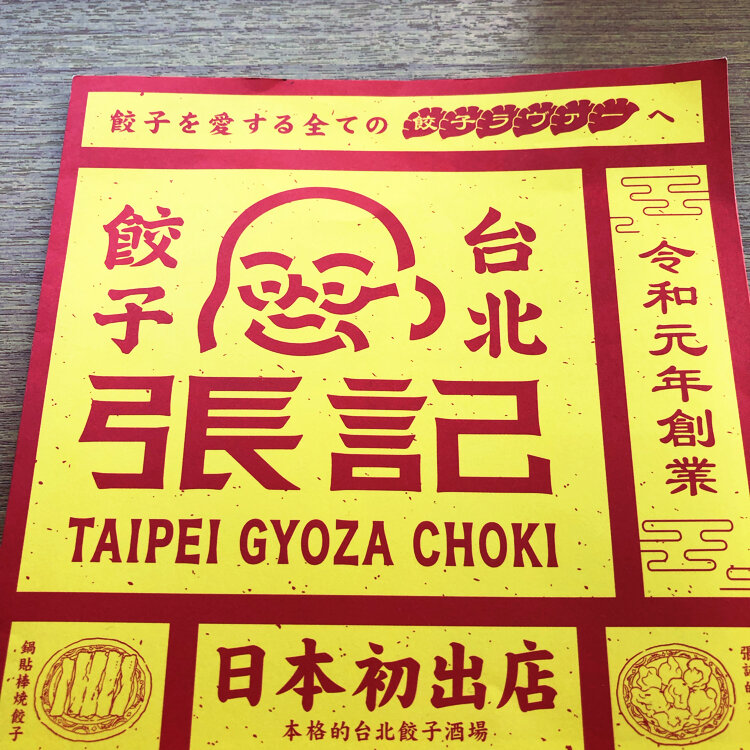 餃子を愛する全ての 餃子ラヴァーへ
台北
餃子
張記
TAIPEI GYOZA CHOKI
令和元年創業
鍋貼棒焼餃子
日本初出店
本格的台北餃子酒場
張記